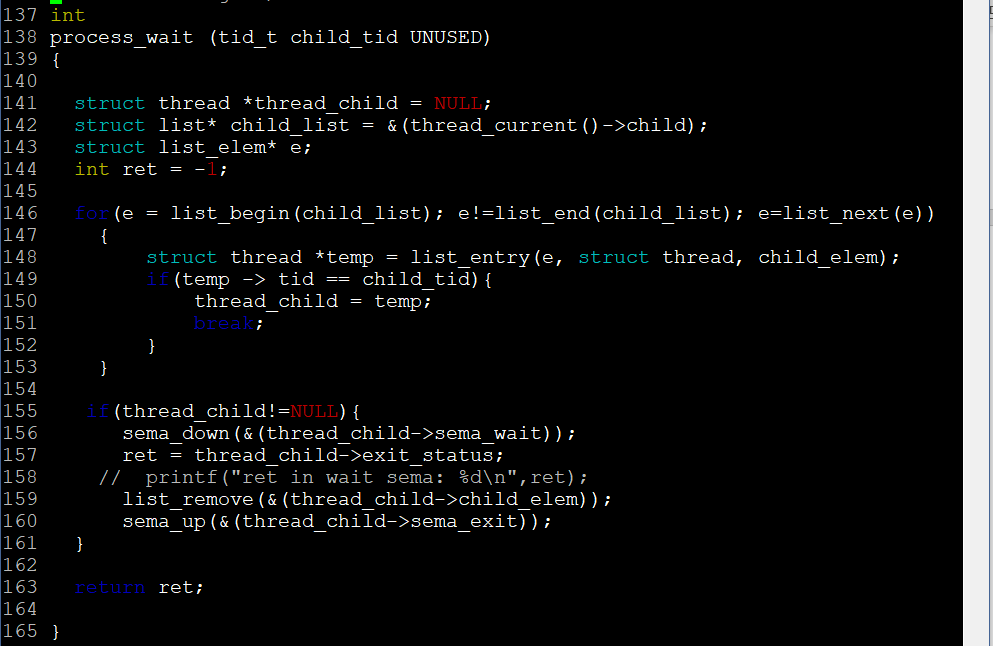 137 int
138 process_wait (tid_t child_tid UNUSED)
139 {
140
141   struct thread *thread_child = NULL;
142   struct list* child_list = &(thread_current()->child);
143   struct list_elem* e;
144   int ret = -1;
145
146   for(e = list_begin(child_list); e!=list_end(child_list); e=list_next(e))
147     {
148         struct thread *temp = list_entry(e, struct thread, child_elem);
149         if(temp -> tid == child_tid){
150             thread_child = temp;
151             break;
152         }
153     }
154
155    if(thread_child!=NULL){
156       sema_down(&(thread_child->sema_wait));
157       ret = thread_child->exit_status;
158     //  printf("ret in wait sema: %d\n",ret);
159       list_remove(&(thread_child->child_elem));
160       sema_up(&(thread_child->sema_exit));
161   }
162
163   return ret;
164
165 }